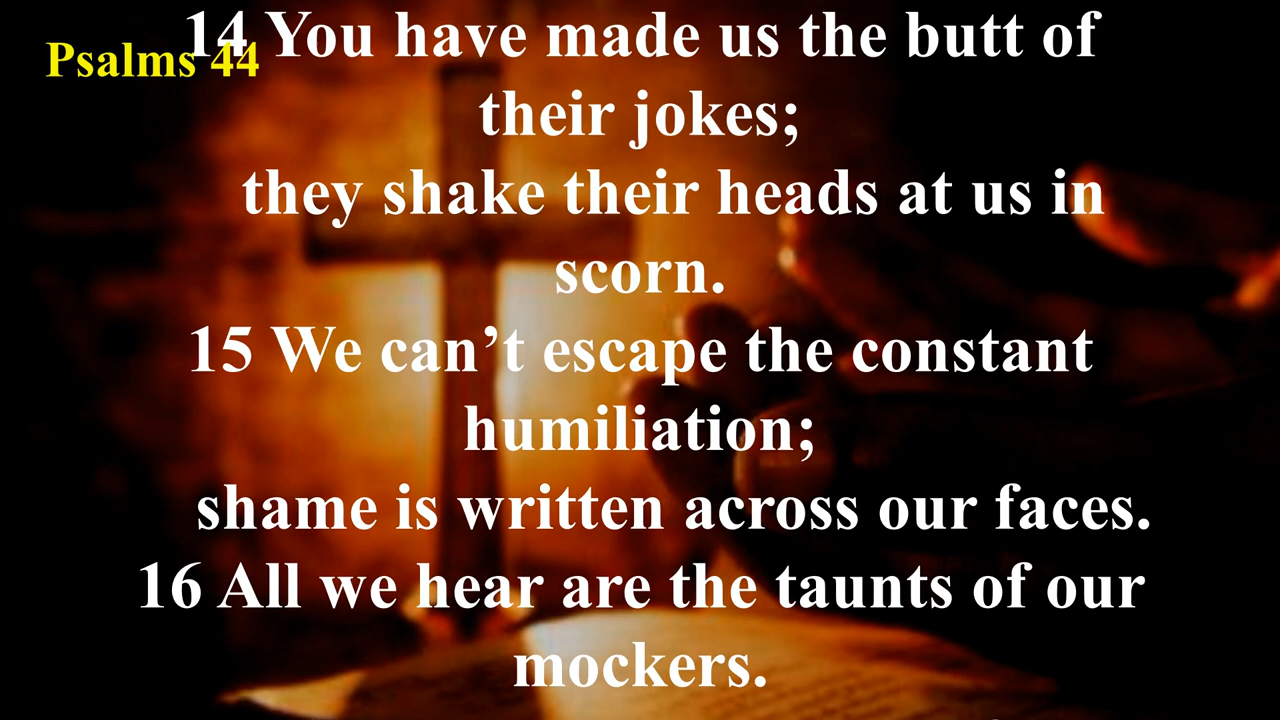 Psalms 44
14 You have made us the butt of
their jokes;
they shake their heads at us in
scorn.
15 We can’t escape the constant
humiliation;
shame is written across our faces.
16 All we hear are the taunts of our
mockers.